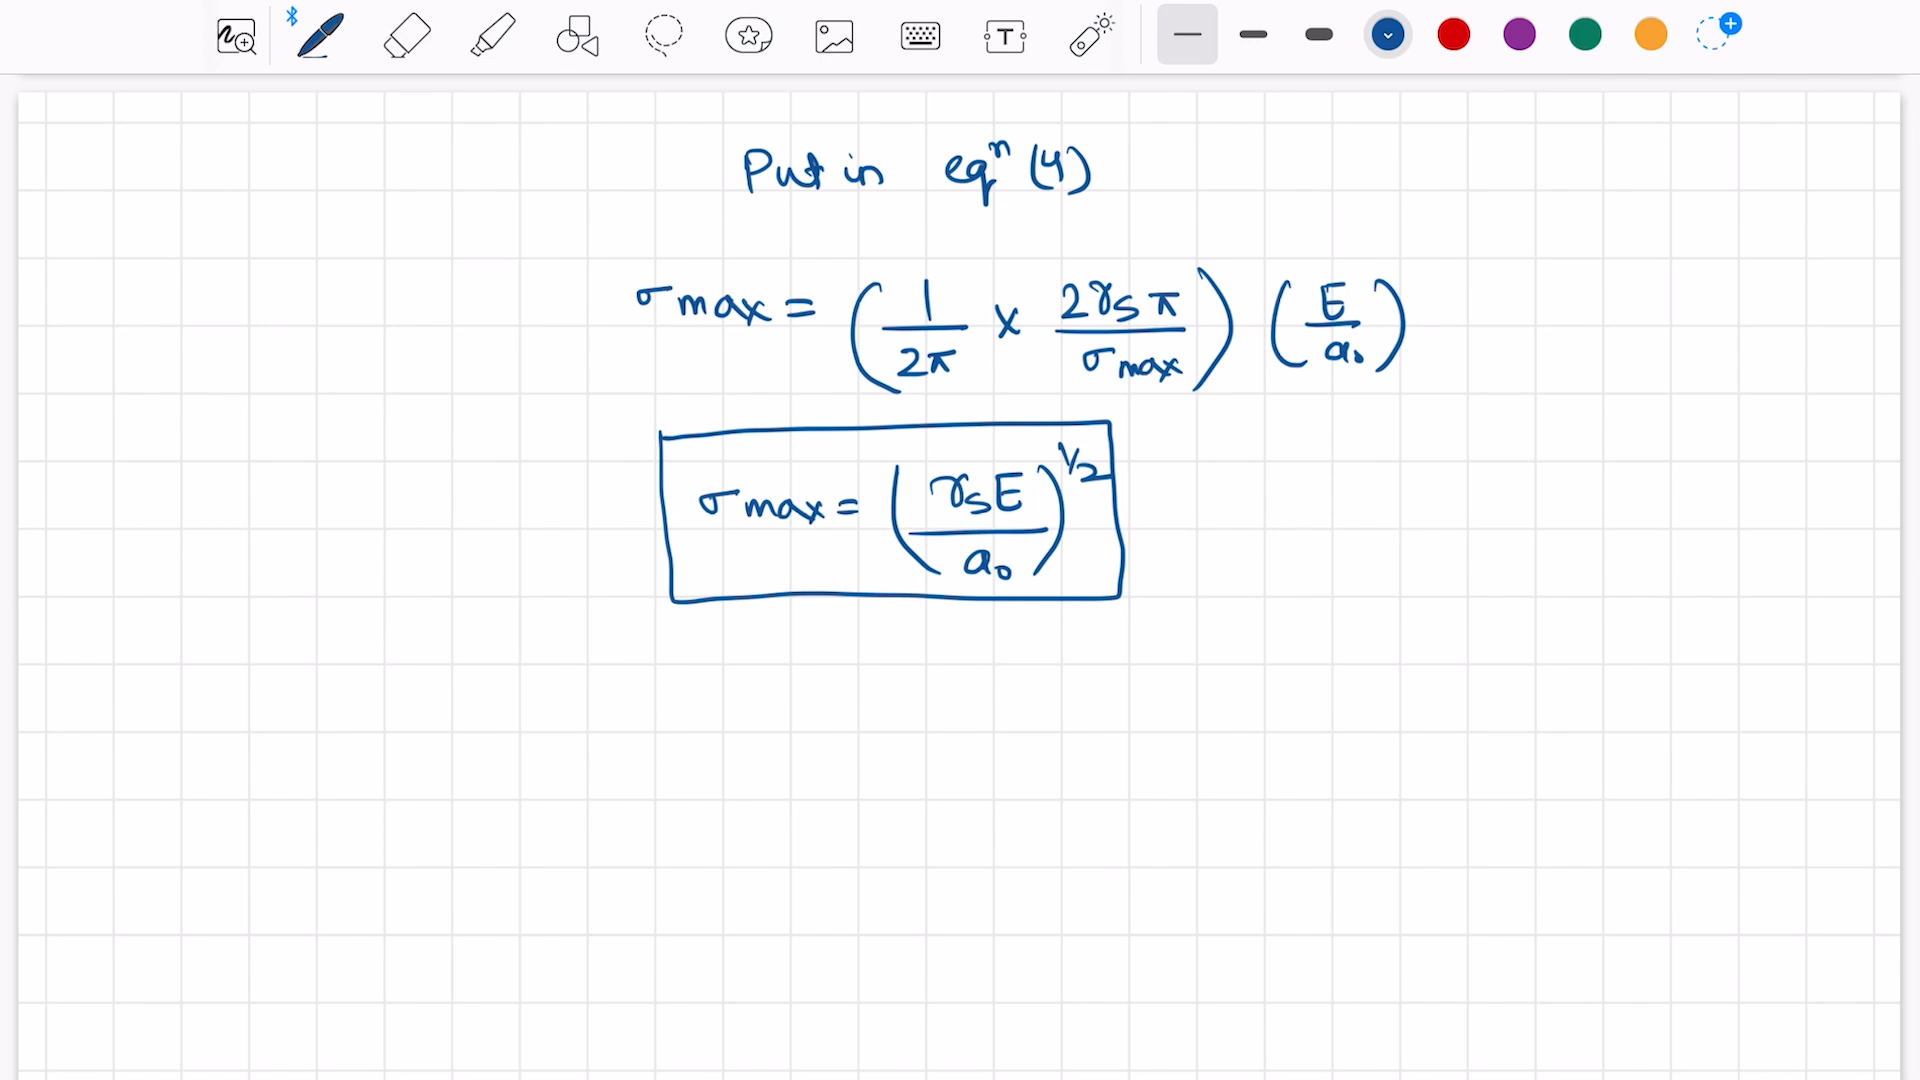 Put in eqⁿ (4)
σmax = (1/2π × 2γsπ/σmax) (E/a₀)
σmax = (γsE/a₀)^1/2